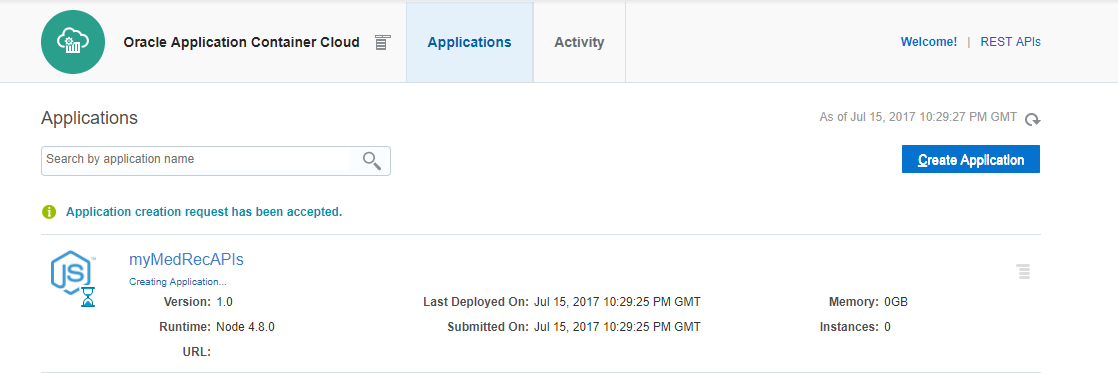 Oracle Application Container Cloud
Applications
Activity
Welcome! | REST APIs
Applications
As of Jul 15, 2017 10:29:27 PM GMT
Search by application name
Create Application
Application creation request has been accepted.
JS
myMedRecAPIs
Creating Application...
Version: 1.0 Last Deployed On: Jul 15, 2017 10:29:25 PM GMT Memory: 0GB
Runtime: Node 4.8.0 Submitted On: Jul 15, 2017 10:29:25 PM GMT Instances: 0
URL: